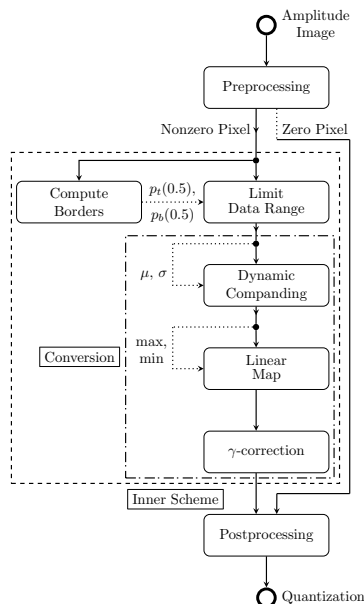 Amplitude
Image
Preprocessing
Nonzero Pixel
Zero Pixel
Compute
Borders
pₜ(0.5),
p_b(0.5)
Limit
Data Range
μ, σ
Dynamic
Companding
max,
min
Conversion
Linear
Map
γ-correction
Inner Scheme
Postprocessing
Quantization